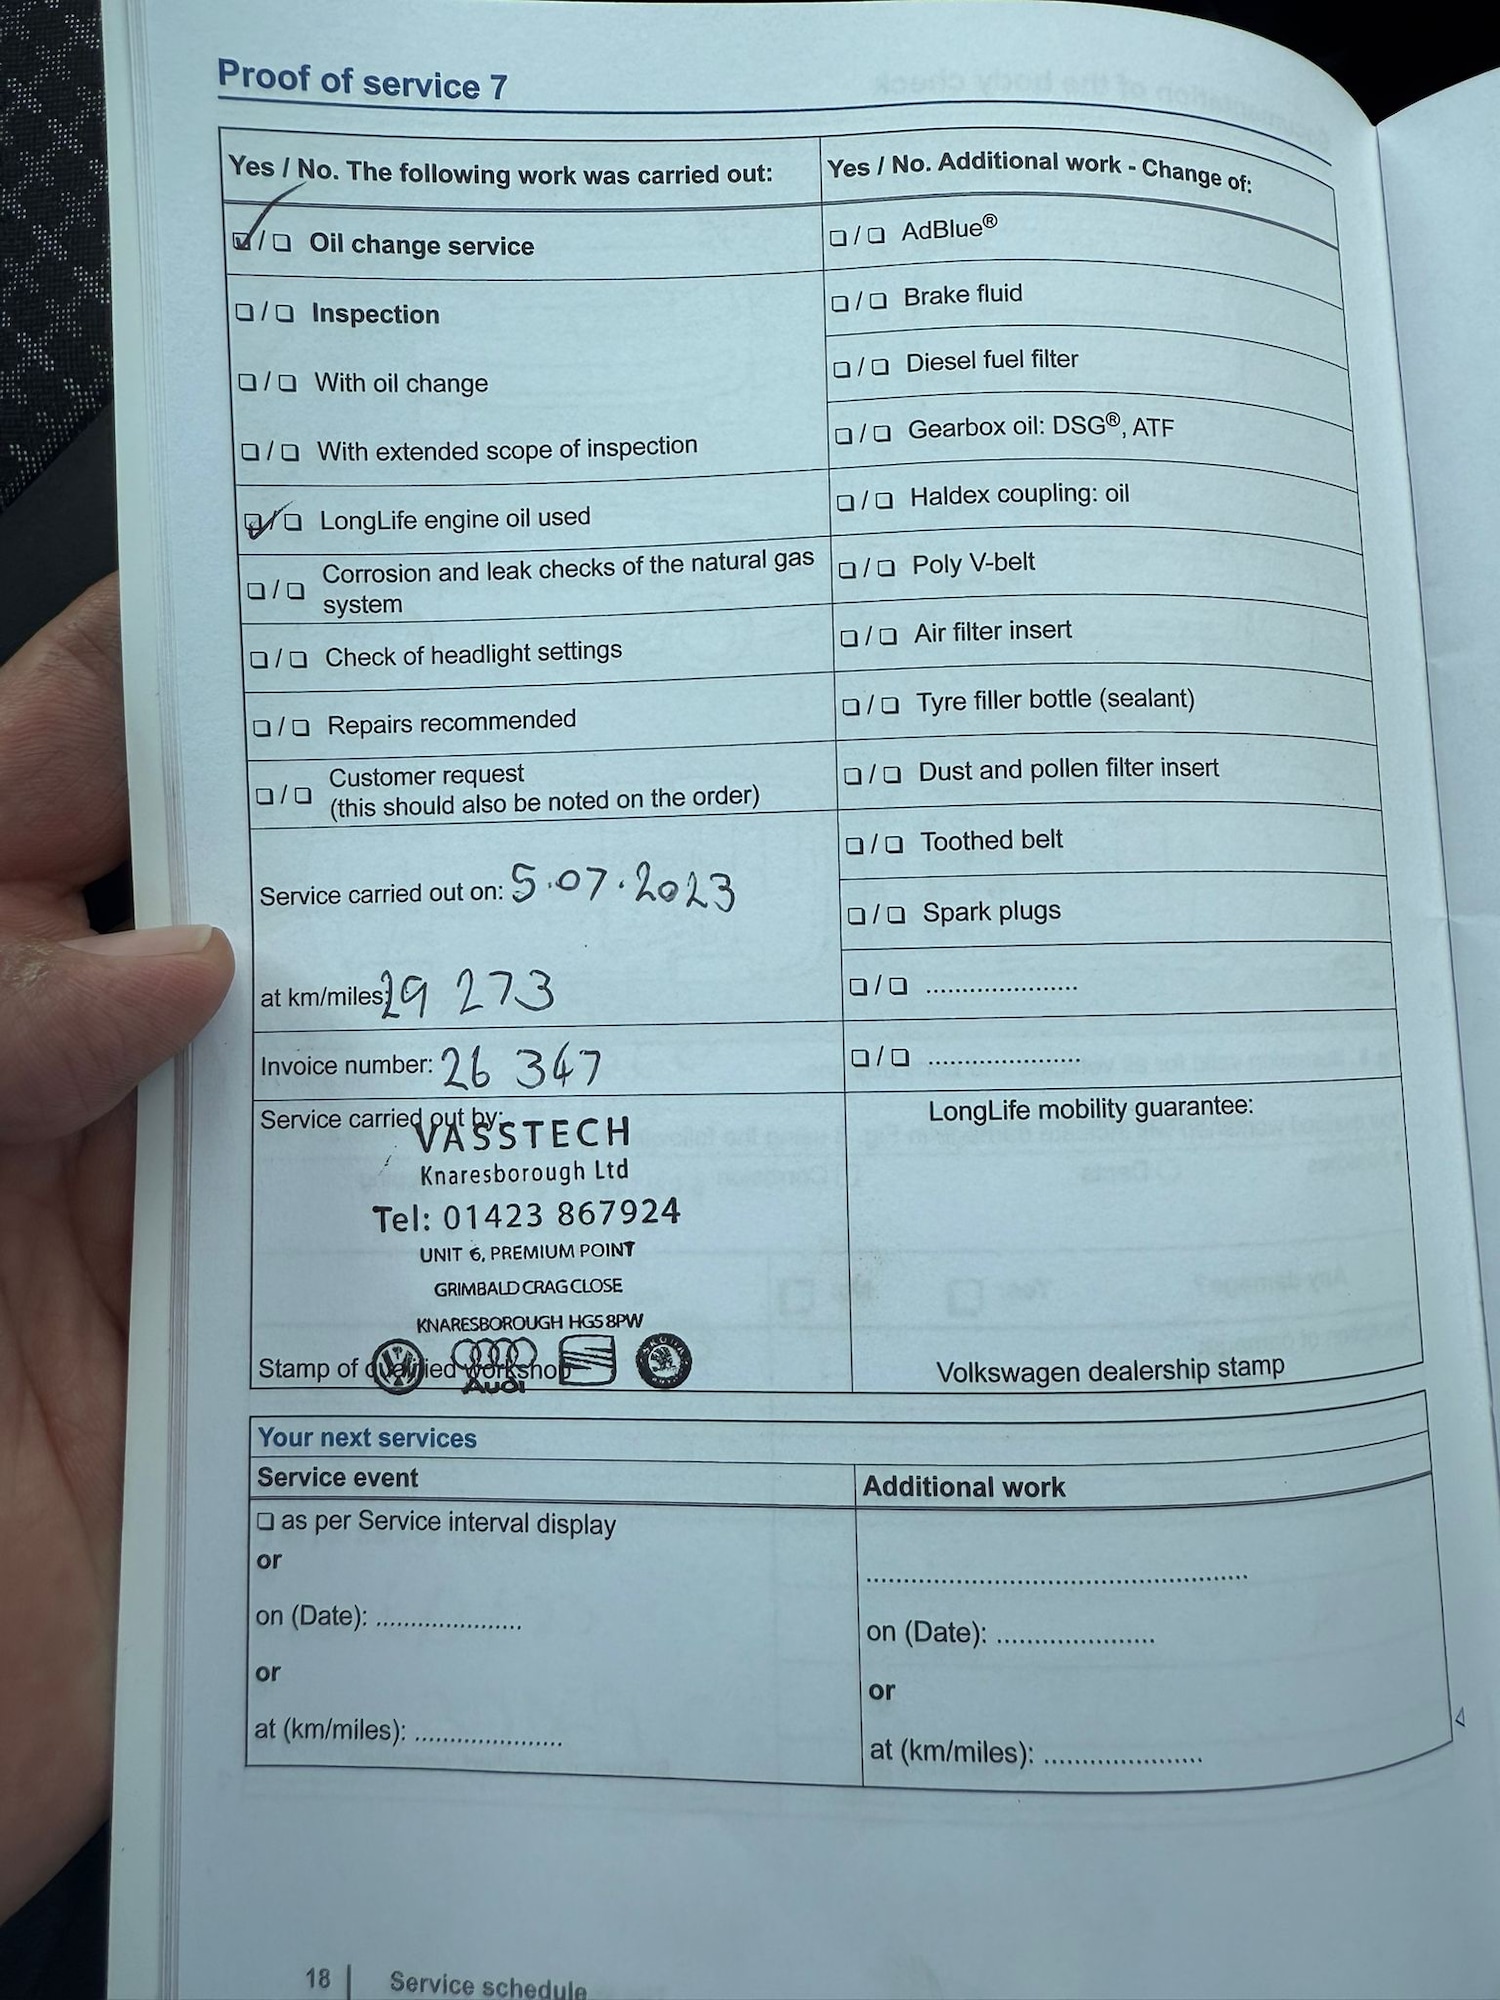 Proof of service 7
Yes / No. The following work was carried out:
☑ / ☐ Oil change service
☐ / ☐ Inspection
☐ / ☐ With oil change
☐ / ☐ With extended scope of inspection
☑ / ☐ LongLife engine oil used
☐ / ☐ Corrosion and leak checks of the natural gas
system
☐ / ☐ Check of headlight settings
☐ / ☐ Repairs recommended
☐ / ☐ Customer request
(this should also be noted on the order)
Service carried out on: 5.07.2023
at km/miles: 29 273
Invoice number: 26 347
Service carried out by:
VASSTECH
Knaresborough Ltd
Tel: 01423 867924
UNIT 6, PREMIUM POINT
GRIMBALD CRAG CLOSE
KNARESBOROUGH HG5 8PW
Audi
SKODA
Stamp of qualified workshop
Yes / No. Additional work - Change of:
☐ / ☐ AdBlue®
☐ / ☐ Brake fluid
☐ / ☐ Diesel fuel filter
☐ / ☐ Gearbox oil: DSG®, ATF
☐ / ☐ Haldex coupling: oil
☐ / ☐ Poly V-belt
☐ / ☐ Air filter insert
☐ / ☐ Tyre filler bottle (sealant)
☐ / ☐ Dust and pollen filter insert
☐ / ☐ Toothed belt
☐ / ☐ Spark plugs
☐ / ☐ ....................
☐ / ☐ ....................
LongLife mobility guarantee:
Volkswagen dealership stamp
Your next services
Service event
☐ as per Service interval display
or
on (Date): ....................
or
at (km/miles): ....................
Additional work
..................................................
on (Date): ....................
or
at (km/miles): ....................
18 | Service schedule